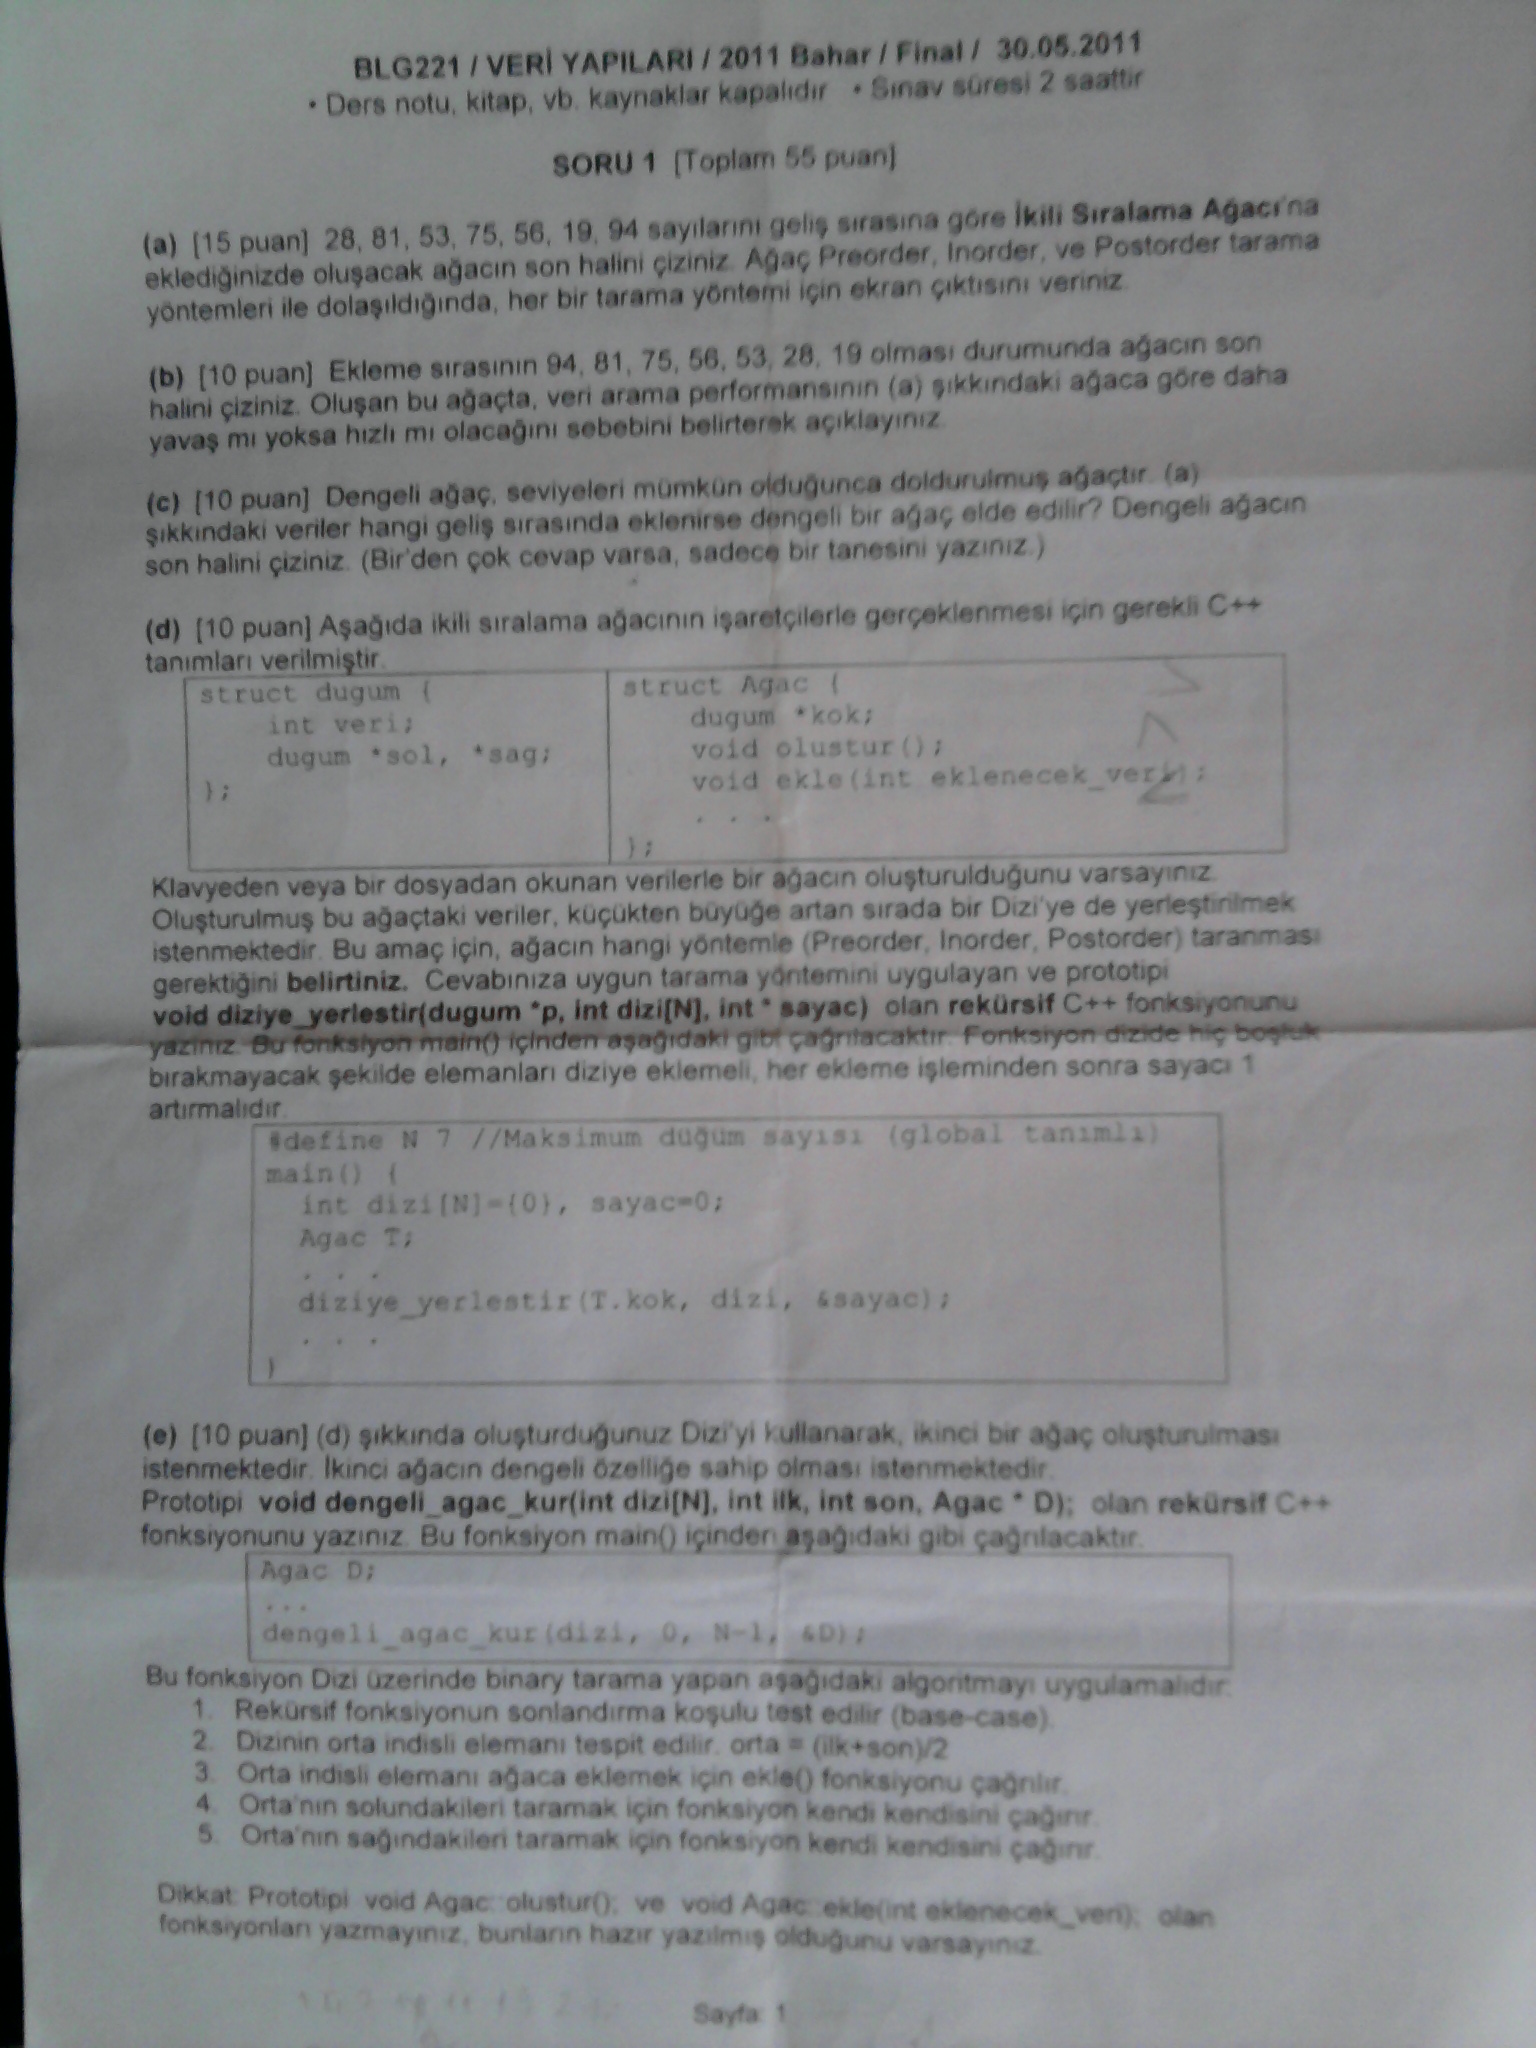 BLG221 / VERİ YAPILARI / 2011 Bahar / Final / 30.05.2011
• Ders notu, kitap, vb. kaynaklar kapalıdır • Sınav süresi 2 saattir
SORU 1 [Toplam 55 puan]
(a) [15 puan] 28, 81, 53, 75, 56, 19, 94 sayılarını geliş sırasına göre İkili Sıralama Ağacı'na
eklediğinizde oluşacak ağacın son halini çiziniz. Ağaç Preorder, Inorder, ve Postorder tarama
yöntemleri ile dolaşıldığında, her bir tarama yöntemi için ekran çıktısını veriniz.
(b) [10 puan] Ekleme sırasının 94, 81, 75, 56, 53, 28, 19 olması durumunda ağacın son
halini çiziniz. Oluşan bu ağaçta, veri arama performansının (a) şıkkındaki ağaca göre daha
yavaş mı yoksa hızlı mı olacağını sebebini belirterek açıklayınız.
(c) [10 puan] Dengeli ağaç, seviyeleri mümkün olduğunca doldurulmuş ağaçtır. (a)
şıkkındaki veriler hangi geliş sırasında eklenirse dengeli bir ağaç elde edilir? Dengeli ağacın
son halini çiziniz. (Bir'den çok cevap varsa, sadece bir tanesini yazınız.)
(d) [10 puan] Aşağıda ikili sıralama ağacının işaretçilerle gerçeklenmesi için gerekli C++
tanımları verilmiştir.
struct dugum {
int veri;
dugum *sol, *sag;
};
struct Agac {
dugum *kok;
void olustur();
void ekle(int eklenecek_veri);
. . .
};
Klavyeden veya bir dosyadan okunan verilerle bir ağacın oluşturulduğunu varsayınız.
Oluşturulmuş bu ağaçtaki veriler, küçükten büyüğe artan sırada bir Dizi'ye de yerleştirilmek
istenmektedir. Bu amaç için, ağacın hangi yöntemle (Preorder, Inorder, Postorder) taranması
gerektiğini belirtiniz. Cevabınıza uygun tarama yöntemini uygulayan ve prototipi
void diziye_yerlestir(dugum *p, int dizi[N], int * sayac) olan rekürsif C++ fonksiyonunu
yazınız. Bu fonksiyon main() içinden aşağıdaki gibi çağrılacaktır. Fonksiyon dizide hiç boşluk
bırakmayacak şekilde elemanları diziye eklemeli, her ekleme işleminden sonra sayacı 1
artırmalıdır.
#define N 7 //Maksimum düğüm sayısı (global tanımlı)
main() {
int dizi[N]={0}, sayac=0;
Agac T;
. . .
diziye_yerlestir(T.kok, dizi, &sayac);
. . .
}
(e) [10 puan] (d) şıkkında oluşturduğunuz Dizi'yi kullanarak, ikinci bir ağaç oluşturulması
istenmektedir. İkinci ağacın dengeli özelliğe sahip olması istenmektedir.
Prototipi void dengeli_agac_kur(int dizi[N], int ilk, int son, Agac * D); olan rekürsif C++
fonksiyonunu yazınız. Bu fonksiyon main() içinden aşağıdaki gibi çağrılacaktır.
Agac D;
...
dengeli_agac_kur(dizi, 0, N-1, &D);
Bu fonksiyon Dizi üzerinde binary tarama yapan aşağıdaki algoritmayı uygulamalıdır.
1. Rekürsif fonksiyonun sonlandırma koşulu test edilir (base-case).
2. Dizinin orta indisli elemanı tespit edilir. orta = (ilk+son)/2
3. Orta indisli elemanı ağaca eklemek için ekle() fonksiyonu çağrılır.
4. Orta'nın solundakileri taramak için fonksiyon kendi kendisini çağırır.
5. Orta'nın sağındakileri taramak için fonksiyon kendi kendisini çağırır.
Dikkat: Prototipi void Agac::olustur(); ve void Agac::ekle(int eklenecek_veri); olan
fonksiyonları yazmayınız, bunların hazır yazılmış olduğunu varsayınız.
Sayfa: 1